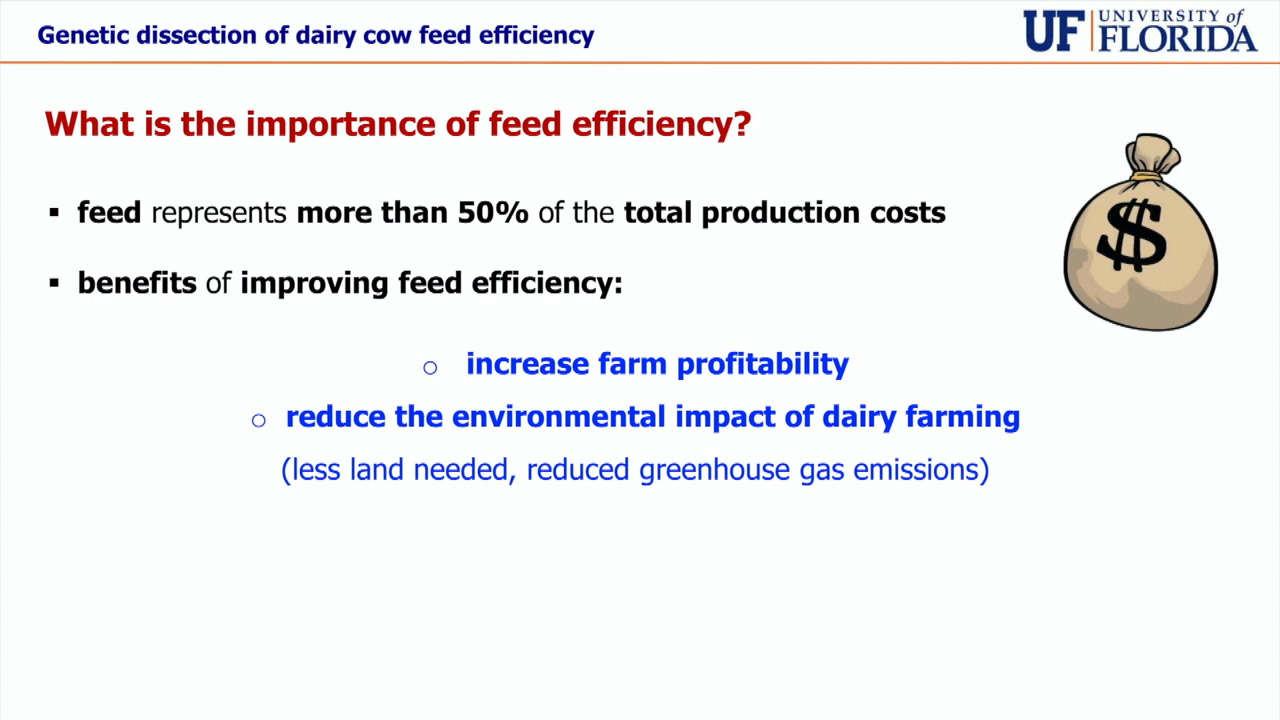 Genetic dissection of dairy cow feed efficiency
UF UNIVERSITY of
FLORIDA
What is the importance of feed efficiency?
▪ feed represents more than 50% of the total production costs
▪ benefits of improving feed efficiency:
$
o increase farm profitability
o reduce the environmental impact of dairy farming
(less land needed, reduced greenhouse gas emissions)